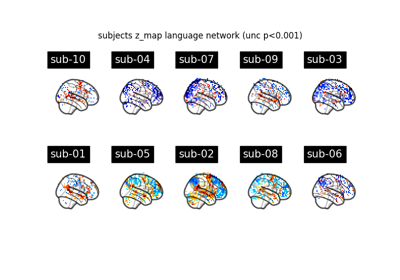 subjects z_map language network (unc p<0.001)
sub-10 sub-04 sub-07 sub-09 sub-03
sub-01 sub-05 sub-02 sub-08 sub-06